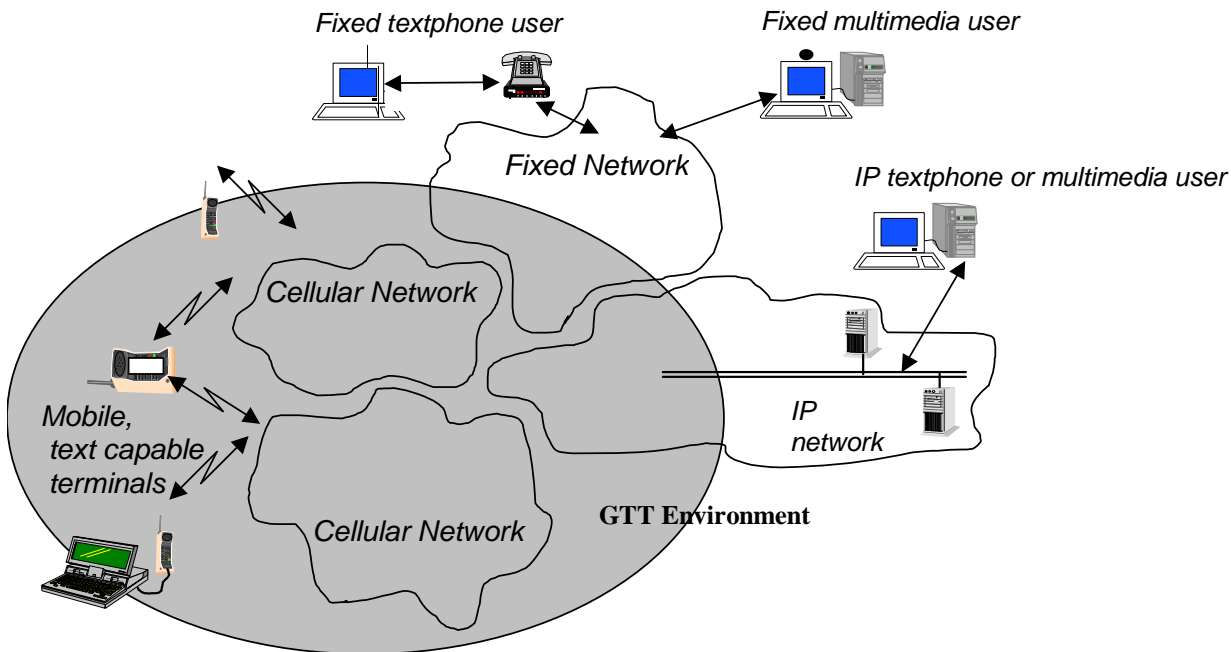 Fixed textphone user
Fixed multimedia user
Fixed Network
IP textphone or multimedia user
Cellular Network
Mobile,
text capable
terminals
IP
network
Cellular Network
GTT Environment